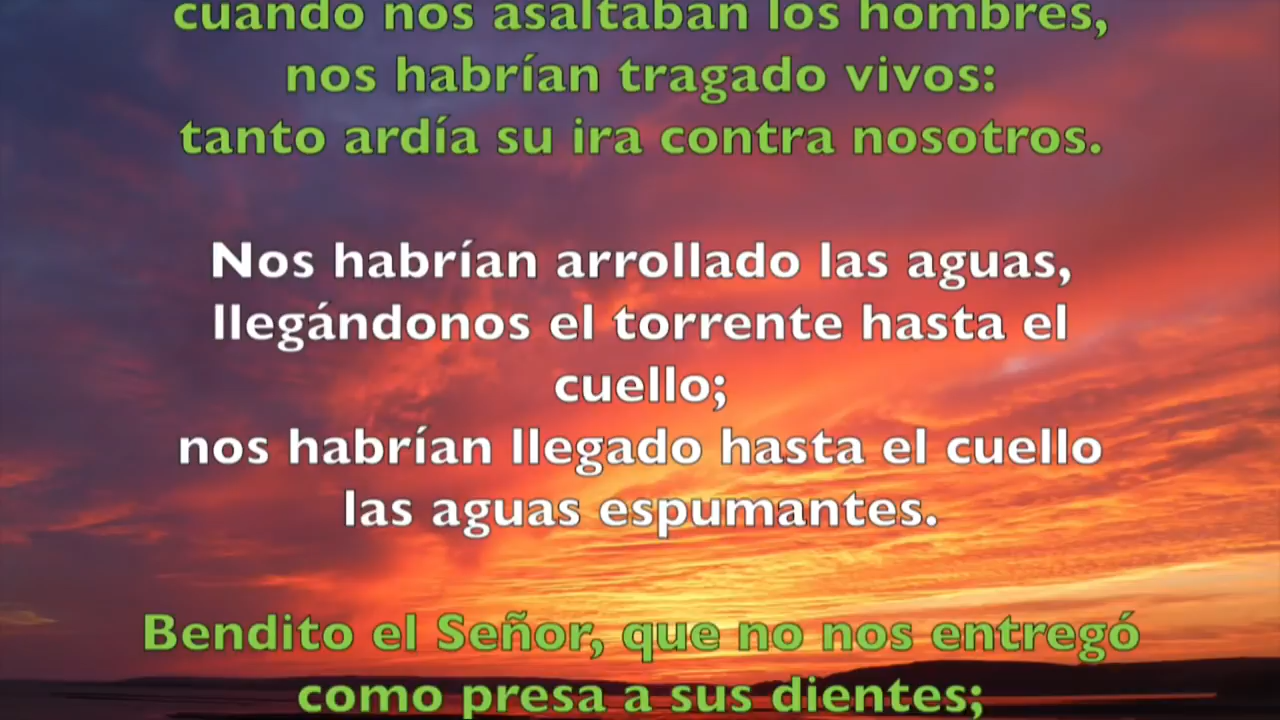 cuando nos asaltaban los hombres,
nos habrían tragado vivos:
tanto ardía su ira contra nosotros.
Nos habrían arrollado las aguas,
llegándonos el torrente hasta el
cuello;
nos habrían llegado hasta el cuello
las aguas espumantes.
Bendito el Señor, que no nos entregó
como presa a sus dientes;